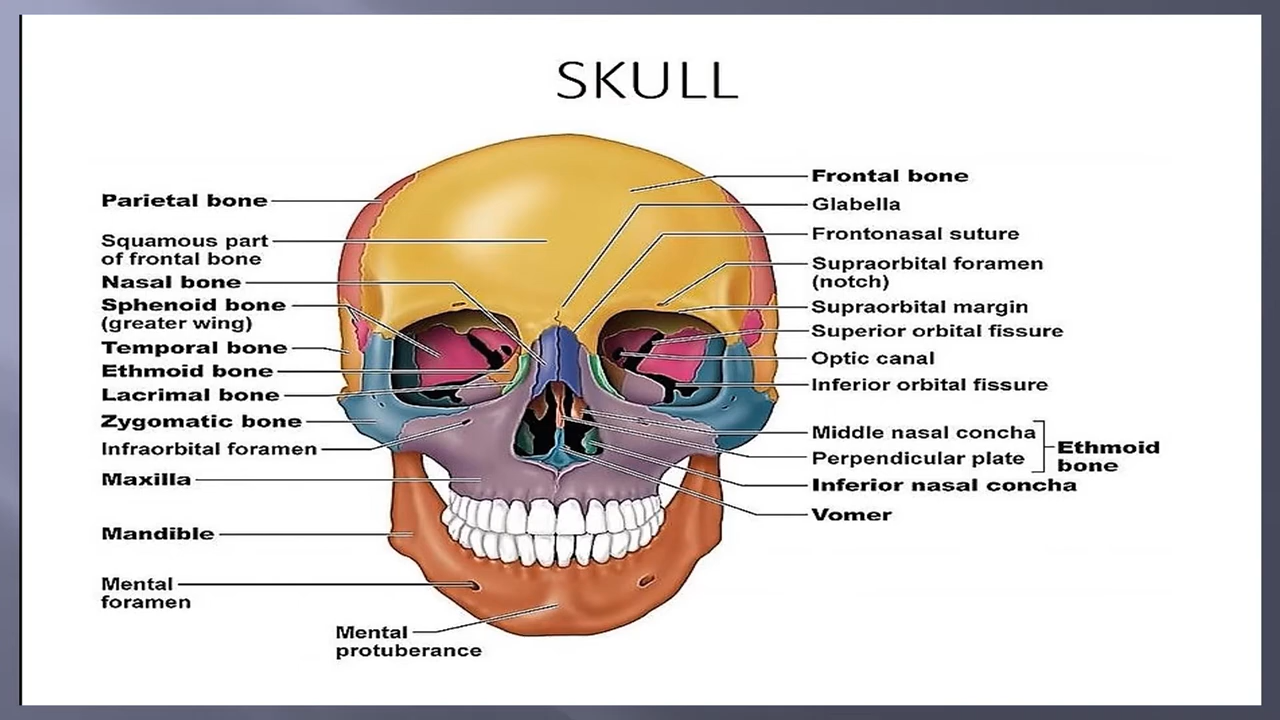 SKULL
Parietal bone
Squamous part
of frontal bone
Nasal bone
Sphenoid bone
(greater wing)
Temporal bone
Ethmoid bone
Lacrimal bone
Zygomatic bone
Infraorbital foramen
Maxilla
Mandible
Mental
foramen
Mental
protuberance
Frontal bone
Glabella
Frontonasal suture
Supraorbital foramen
(notch)
Supraorbital margin
Superior orbital fissure
Optic canal
Inferior orbital fissure
Middle nasal concha
Perpendicular plate
Ethmoid
bone
Inferior nasal concha
Vomer